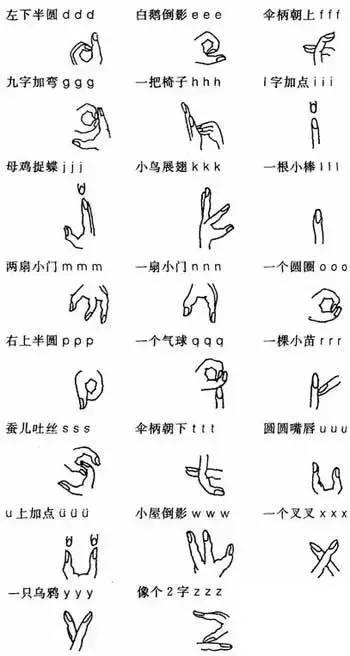 左下半圆 d d d 白鹅倒影 e e e 伞柄朝上 f f f
九字加弯 g g g 一把椅子 h h h i字加点 i i i
母鸡捉蝶 j j j 小鸟展翅 k k k 一根小棒 l l l
两扇小门 m m m 一扇小门 n n n 一个圆圈 o o o
右上半圆 p p p 一个气球 q q q 一棵小苗 r r r
蚕儿吐丝 s s s 伞柄朝下 t t t 圆圆嘴唇 u u u
u上加点 ü ü ü 小屋倒影 w w w 一个叉叉 x x x
一只乌鸦 y y y 像个2字 z z z